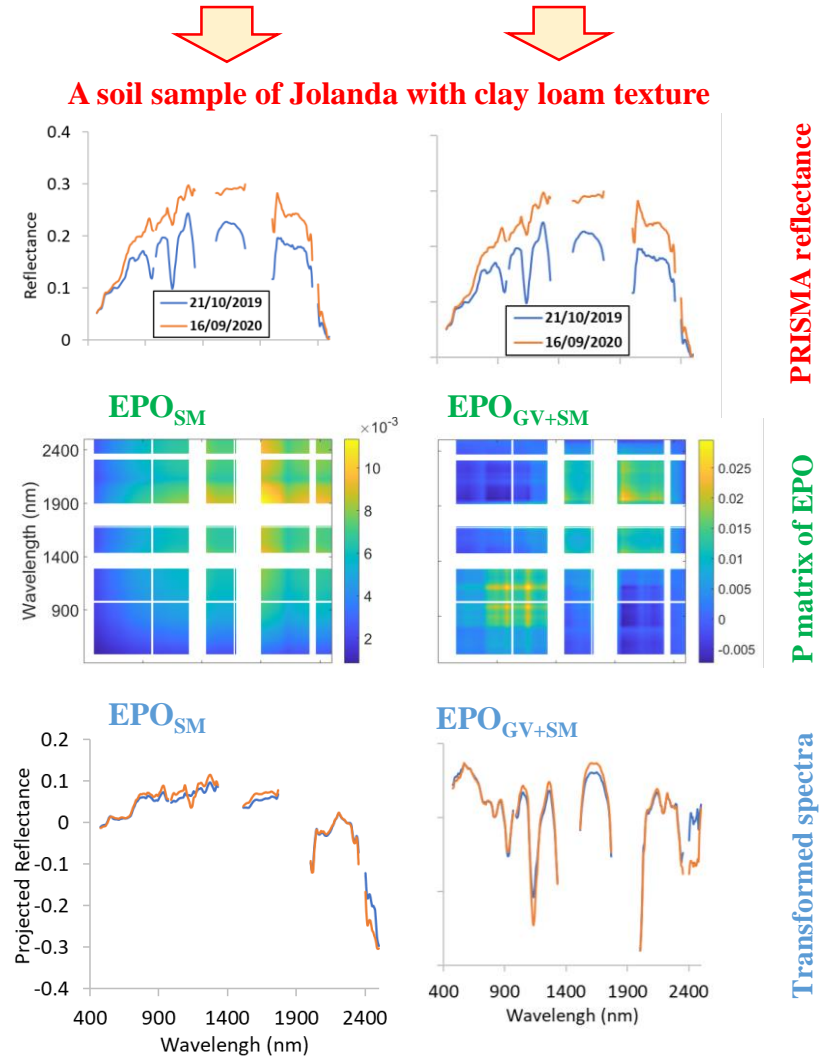 A soil sample of Jolanda with clay loam texture
PRISMA reflectance
Reflectance
0.4
0.3
0.2
0.1
0
21/10/2019
16/09/2020
21/10/2019
16/09/2020
P matrix of EPO
EPO_SM
EPO_GV+SM
Wavelength (nm)
2400
1900
1400
900
×10⁻³
10
8
6
4
2
0.025
0.02
0.015
0.01
0.005
0
-0.005
Transformed spectra
EPO_SM
EPO_GV+SM
Projected Reflectance
0.2
0.1
0
-0.1
-0.2
-0.3
-0.4
400 900 1400 1900 2400
Wavelengh (nm)
400 900 1400 1900 2400
Wavelengh (nm)